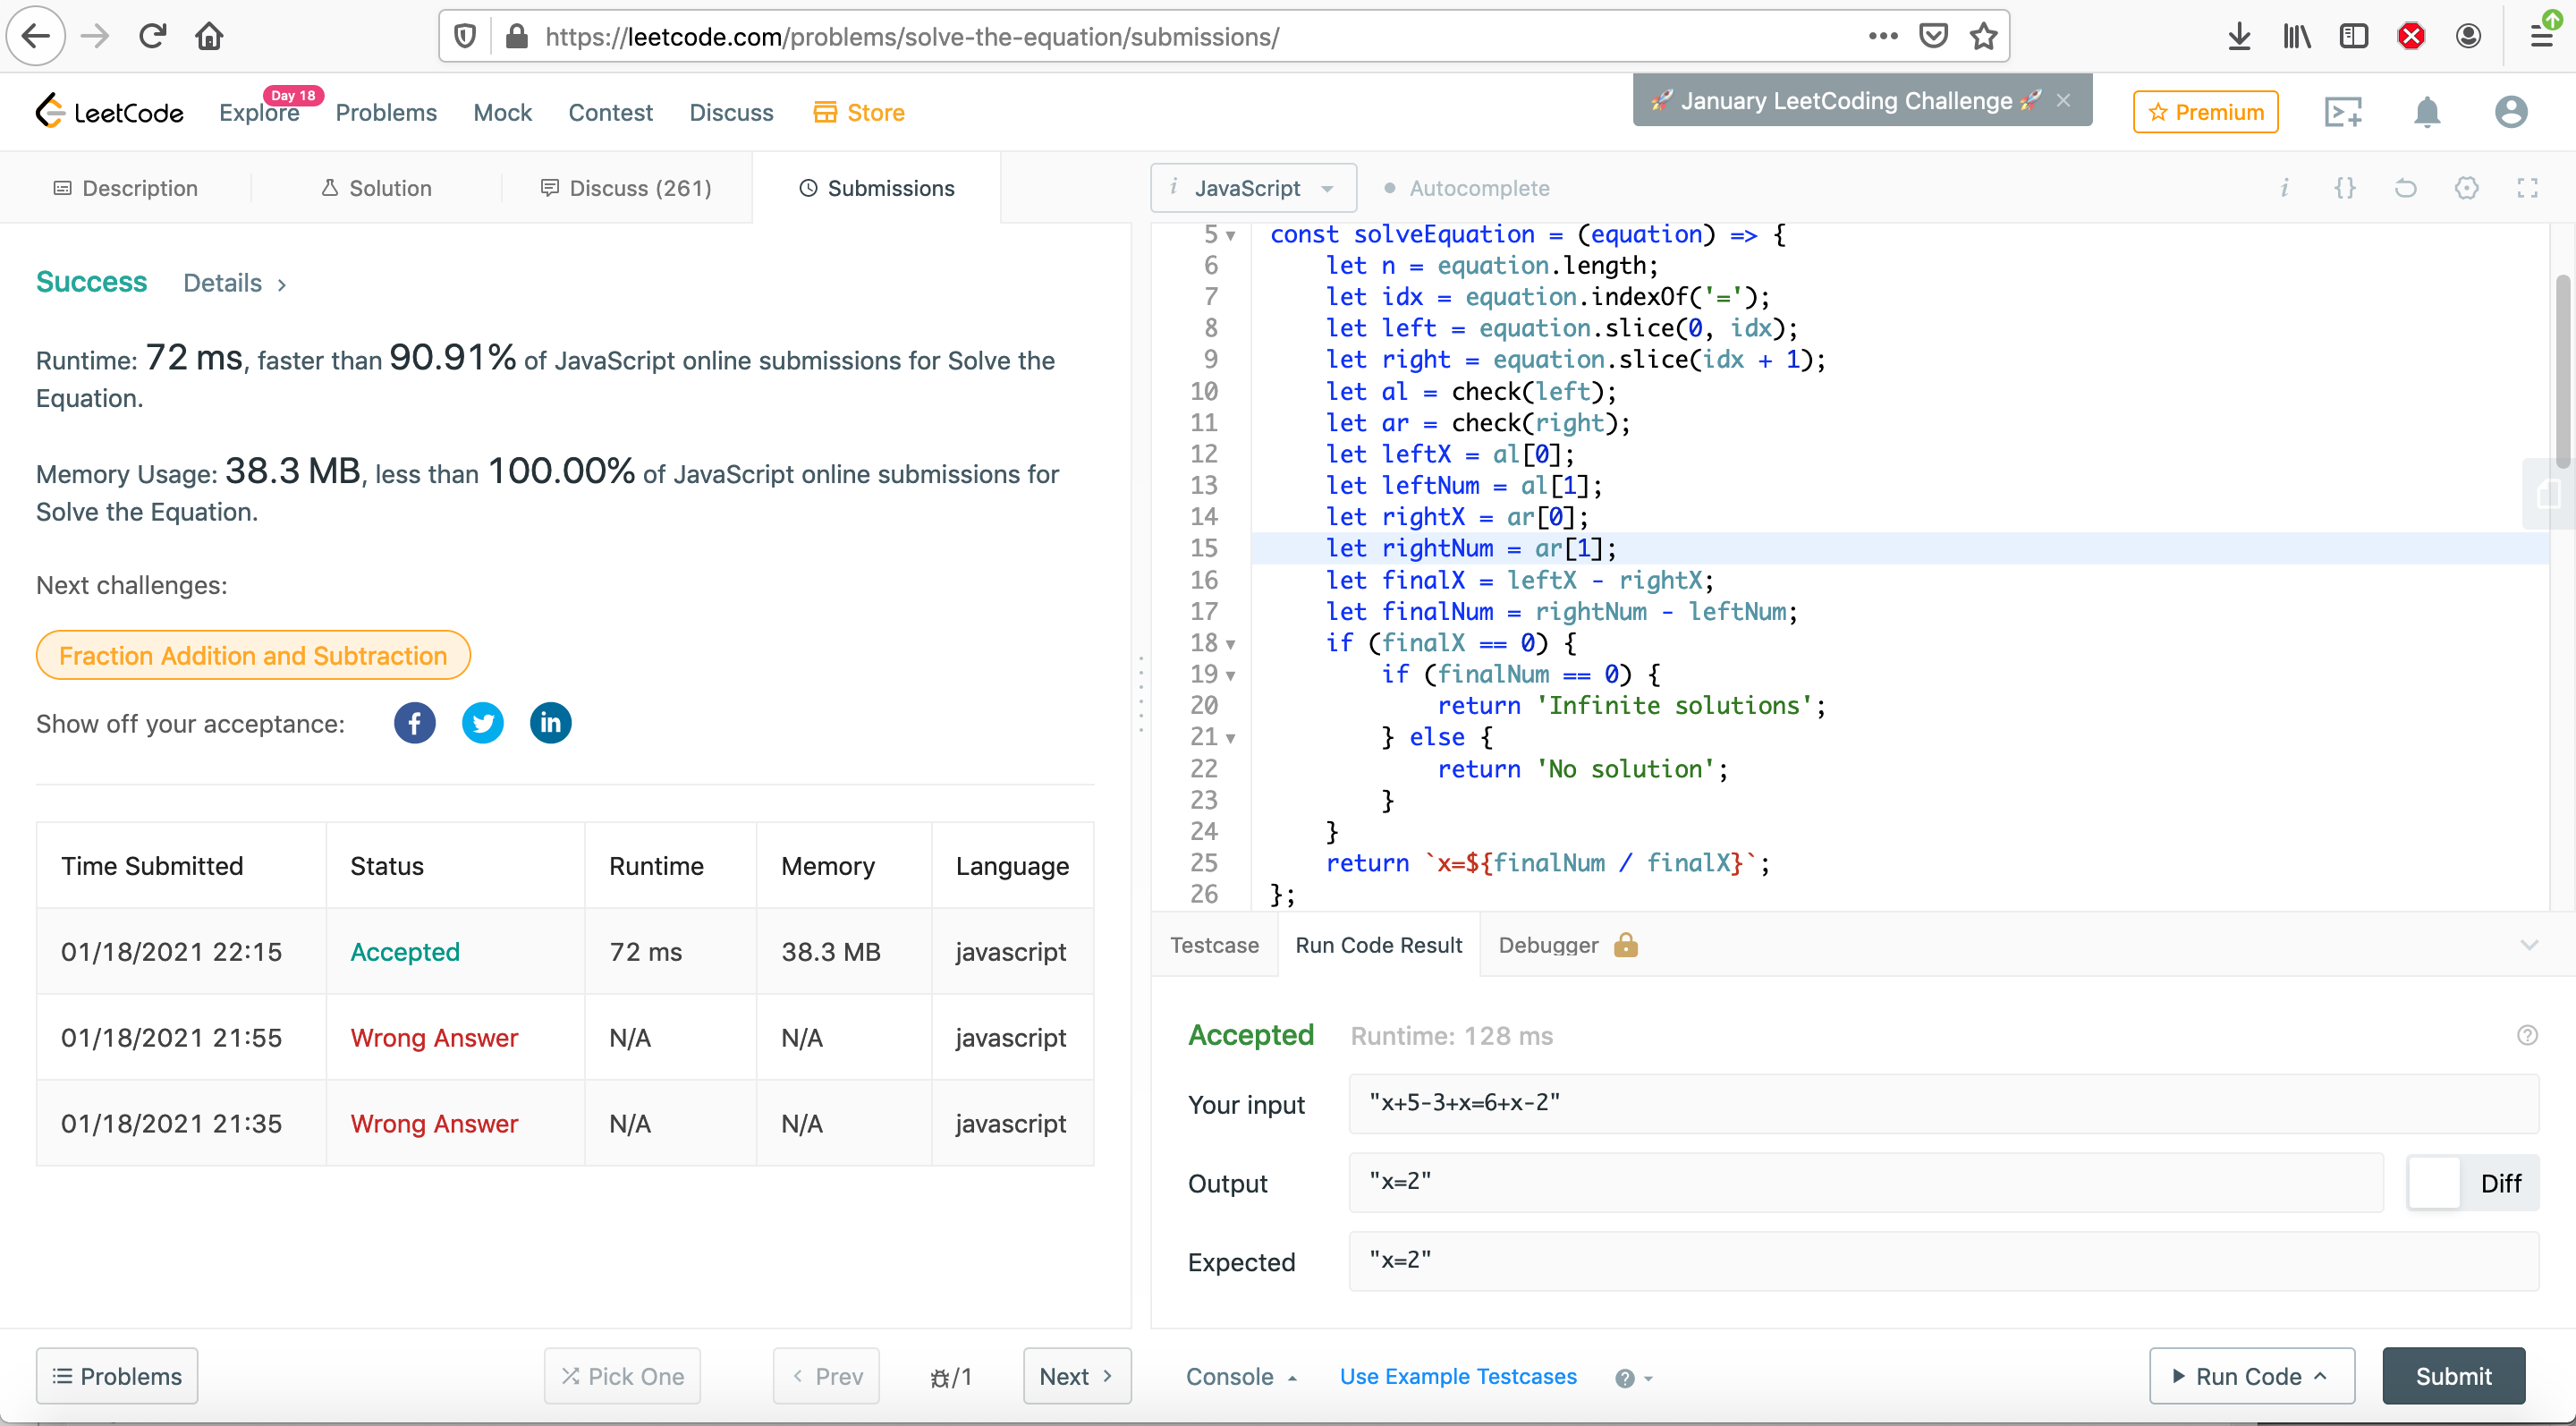 https://leetcode.com/problems/solve-the-equation/submissions/
LeetCode
Explore
Day 18
Problems
Mock
Contest
Discuss
Store
🚀 January LeetCoding Challenge 🚀 ×
Premium
Description
Solution
Discuss (261)
Submissions
i JavaScript
Autocomplete
Success Details >
Runtime: 72 ms, faster than 90.91% of JavaScript online submissions for Solve the
Equation.
Memory Usage: 38.3 MB, less than 100.00% of JavaScript online submissions for
Solve the Equation.
Next challenges:
Fraction Addition and Subtraction
Show off your acceptance:
Time Submitted Status Runtime Memory Language
01/18/2021 22:15 Accepted 72 ms 38.3 MB javascript
01/18/2021 21:55 Wrong Answer N/A N/A javascript
01/18/2021 21:35 Wrong Answer N/A N/A javascript
5 const solveEquation = (equation) => {
6 let n = equation.length;
7 let idx = equation.indexOf('=');
8 let left = equation.slice(0, idx);
9 let right = equation.slice(idx + 1);
10 let al = check(left);
11 let ar = check(right);
12 let leftX = al[0];
13 let leftNum = al[1];
14 let rightX = ar[0];
15 let rightNum = ar[1];
16 let finalX = leftX - rightX;
17 let finalNum = rightNum - leftNum;
18 if (finalX == 0) {
19 if (finalNum == 0) {
20 return 'Infinite solutions';
21 } else {
22 return 'No solution';
23 }
24 }
25 return `x=${finalNum / finalX}`;
26 };
Testcase
Run Code Result
Debugger
Accepted Runtime: 128 ms
Your input "x+5-3+x=6+x-2"
Output "x=2"
Diff
Expected "x=2"
Problems
Pick One
< Prev
/1
Next >
Console
Use Example Testcases
Run Code
Submit